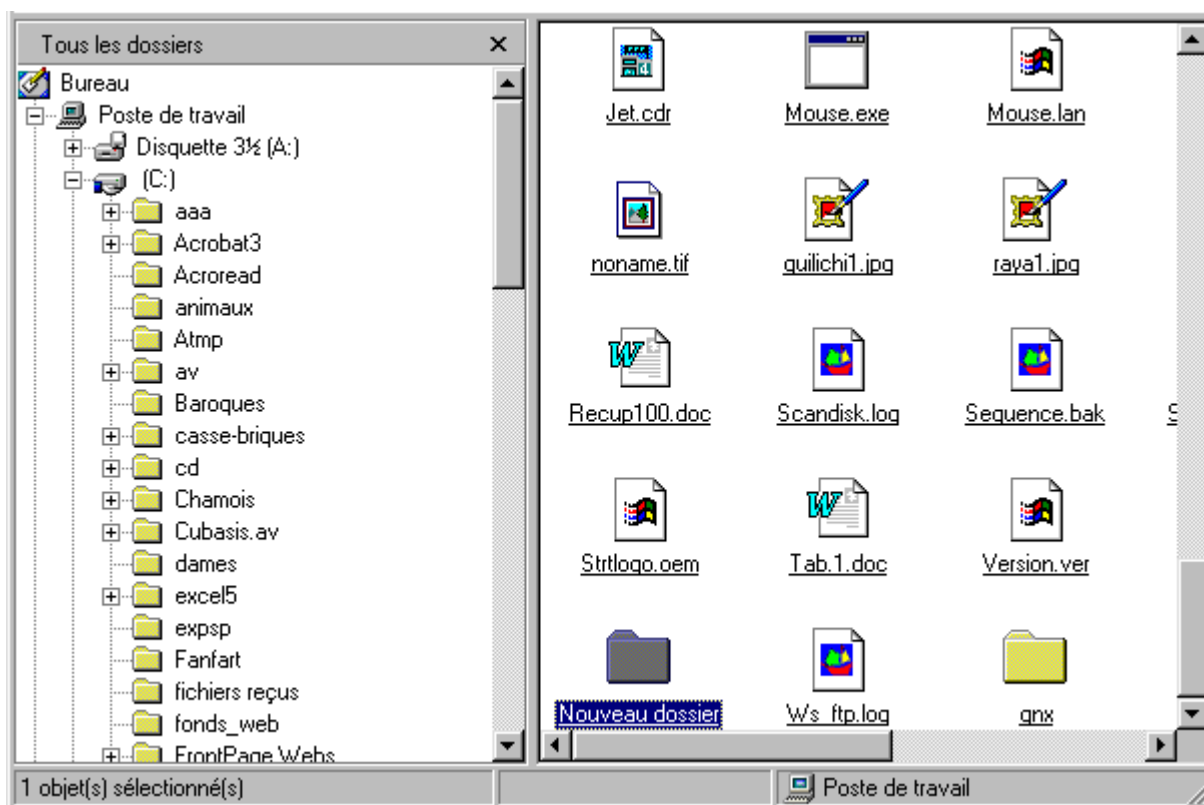 Tous les dossiers
Bureau
Poste de travail
Disquette 3½ (A:)
(C:)
aaa
Acrobat3
Acroread
animaux
Atmp
av
Baroques
casse-briques
cd
Chamois
Cubasis.av
dames
excel5
expsp
Fanfart
fichiers reçus
fonds_web
FrontPage Webs
Jet.cdr
Mouse.exe
Mouse.lan
noname.tif
quilichi1.jpg
raya1.jpg
Recup100.doc
Scandisk.log
Sequence.bak
Strtlogo.oem
Tab.1.doc
Version.ver
Nouveau dossier
Ws_ftp.log
1 objet(s) sélectionné(s)
Poste de travail